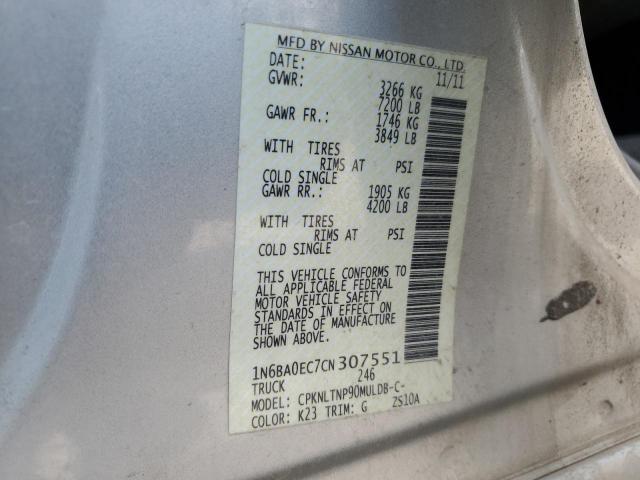 MFD BY NISSAN MOTOR CO., LTD.
DATE: 11/11
GVWR: 3266 KG
7200 LB
GAWR FR.: 1746 KG
3849 LB
WITH TIRES
RIMS AT PSI
COLD SINGLE
GAWR RR.: 1905 KG
4200 LB
WITH TIRES
RIMS AT PSI
COLD SINGLE
THIS VEHICLE CONFORMS TO
ALL APPLICABLE FEDERAL
MOTOR VEHICLE SAFETY
STANDARDS IN EFFECT ON
THE DATE OF MANUFACTURE
SHOWN ABOVE.
1N6BA0EC7CN307551
TRUCK 246
MODEL: CPKNLTNP90MULDB-C-
COLOR: K23 TRIM: G ZS10A